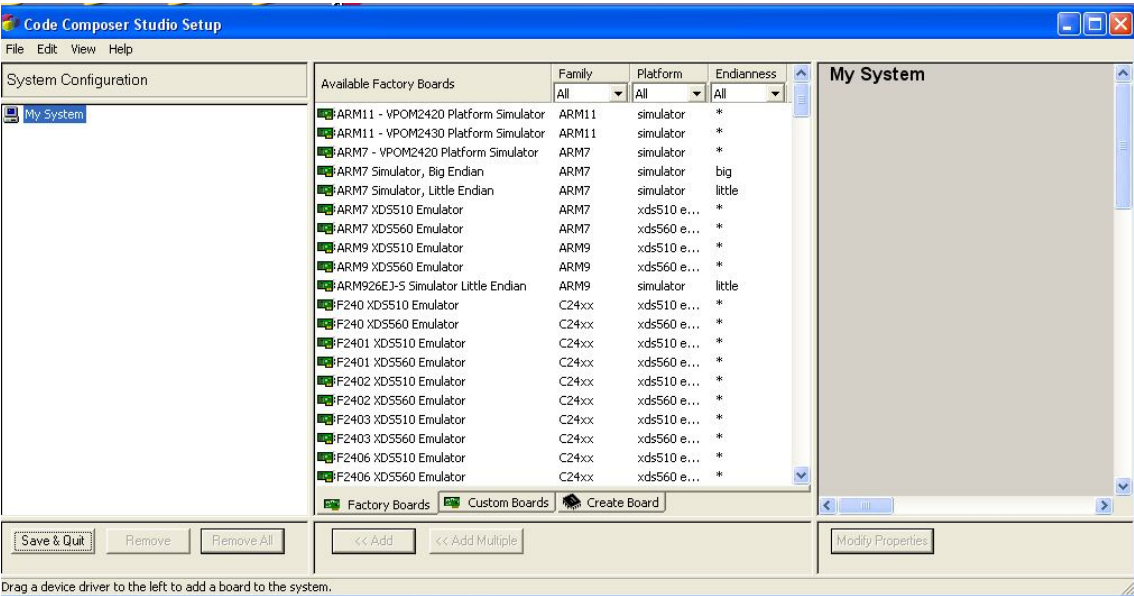 Code Composer Studio Setup
File Edit View Help
System Configuration
My System
Available Factory Boards Family Platform Endianness
All All All
ARM11 - VPOM2420 Platform Simulator ARM11 simulator *
ARM11 - VPOM2430 Platform Simulator ARM11 simulator *
ARM7 - VPOM2420 Platform Simulator ARM7 simulator *
ARM7 Simulator, Big Endian ARM7 simulator big
ARM7 Simulator, Little Endian ARM7 simulator little
ARM7 XDS510 Emulator ARM7 xds510 e... *
ARM7 XDS560 Emulator ARM7 xds560 e... *
ARM9 XDS510 Emulator ARM9 xds510 e... *
ARM9 XDS560 Emulator ARM9 xds560 e... *
ARM926EJ-S Simulator Little Endian ARM9 simulator little
F240 XDS510 Emulator C24xx xds510 e... *
F240 XDS560 Emulator C24xx xds560 e... *
F2401 XDS510 Emulator C24xx xds510 e... *
F2401 XDS560 Emulator C24xx xds560 e... *
F2402 XDS510 Emulator C24xx xds510 e... *
F2402 XDS560 Emulator C24xx xds560 e... *
F2403 XDS510 Emulator C24xx xds510 e... *
F2403 XDS560 Emulator C24xx xds560 e... *
F2406 XDS510 Emulator C24xx xds510 e... *
F2406 XDS560 Emulator C24xx xds560 e... *
Factory Boards Custom Boards Create Board
My System
Save & Quit Remove Remove All << Add << Add Multiple Modify Properties
Drag a device driver to the left to add a board to the system.